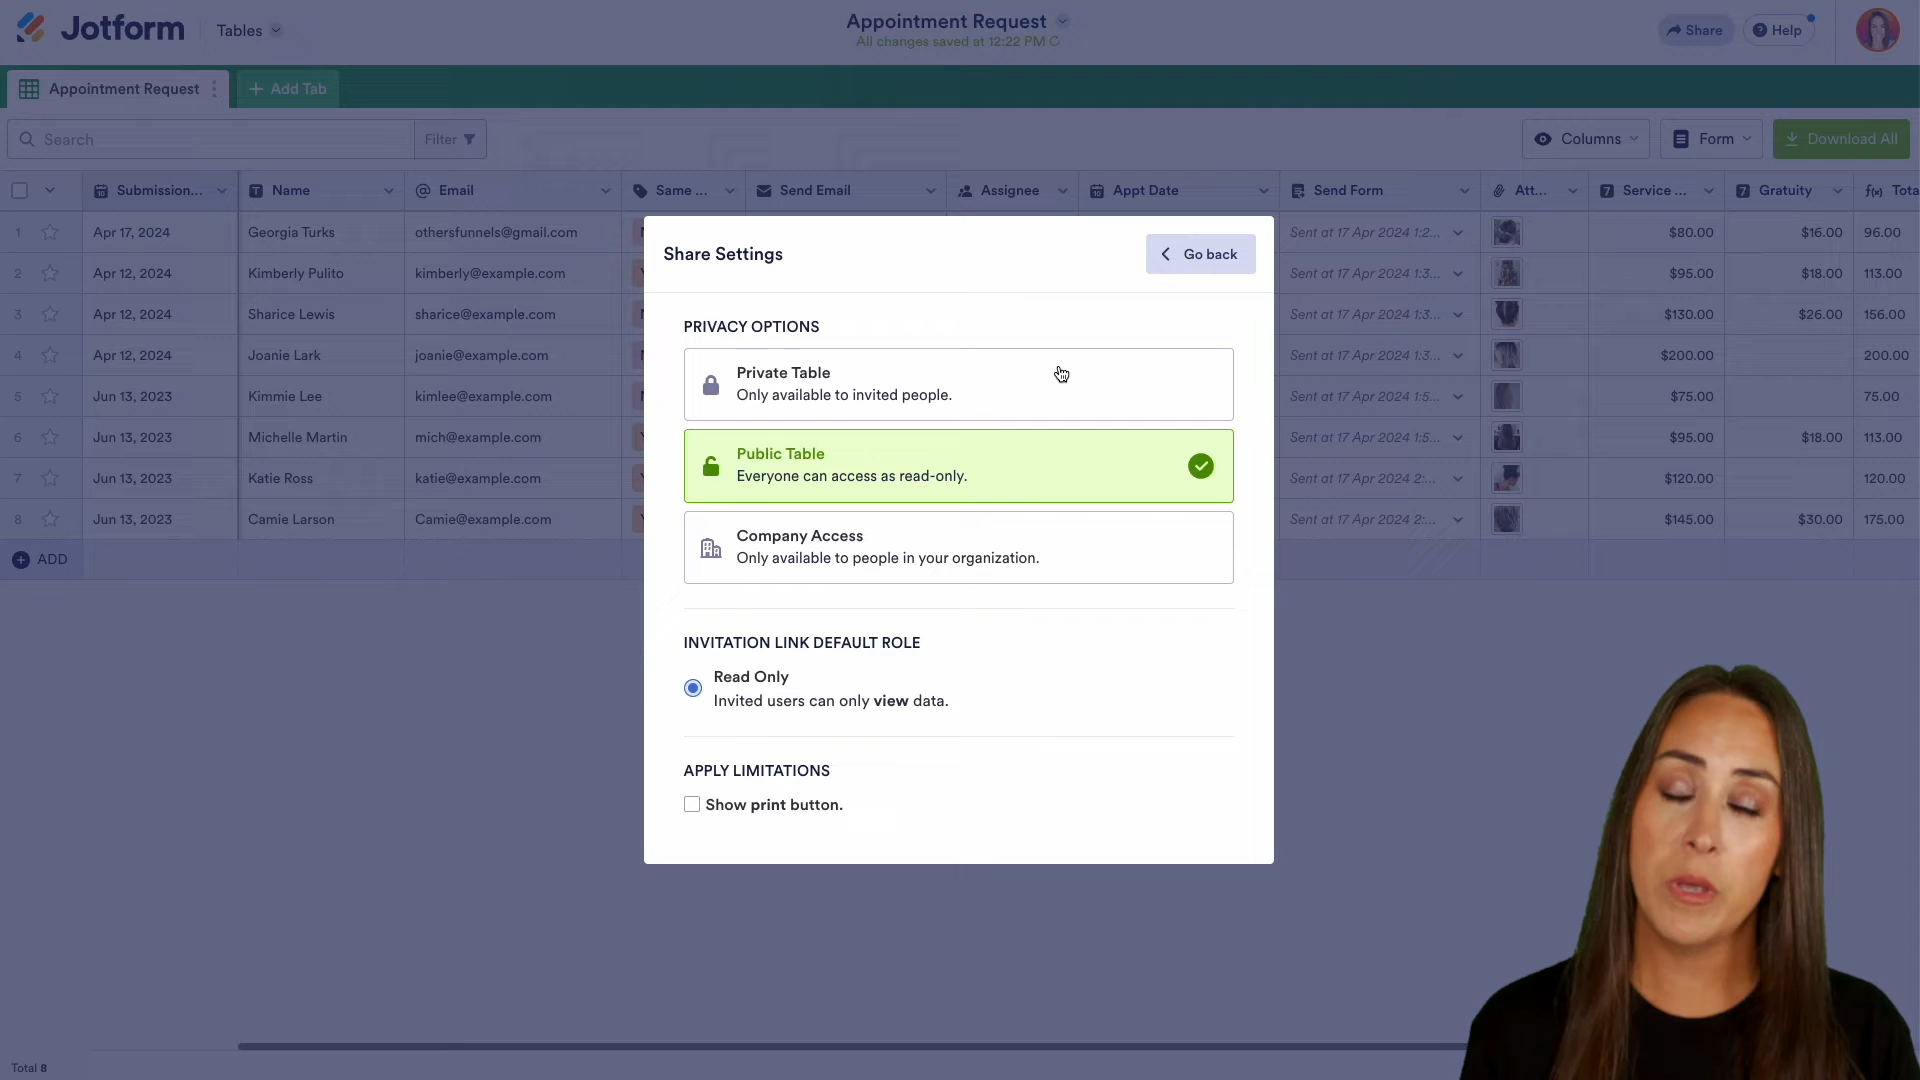 Jotform
Tables
Appointment Request
All changes saved at 12:22 PM
Share
Help
Appointment Request
+ Add Tab
Search
Filter
Columns
Form
Download All
Submission... Name Email Same ... Send Email Assignee Appt Date Send Form Att... Service ... Gratuity f(x) Tota
1 Apr 17, 2024 Georgia Turks othersfunnels@gmail.com Sent at 17 Apr 2024 1:2... $80.00 $16.00 96.00
2 Apr 12, 2024 Kimberly Pulito kimberly@example.com Sent at 17 Apr 2024 1:3... $95.00 $18.00 113.00
3 Apr 12, 2024 Sharice Lewis sharice@example.com Sent at 17 Apr 2024 1:3... $130.00 $26.00 156.00
4 Apr 12, 2024 Joanie Lark joanie@example.com Sent at 17 Apr 2024 1:3... $200.00 200.00
5 Jun 13, 2023 Kimmie Lee kimlee@example.com Sent at 17 Apr 2024 1:5... $75.00 75.00
6 Jun 13, 2023 Michelle Martin mich@example.com Sent at 17 Apr 2024 1:5... $95.00 $18.00 113.00
7 Jun 13, 2023 Katie Ross katie@example.com Sent at 17 Apr 2024 2:... $120.00 120.00
8 Jun 13, 2023 Camie Larson Camie@example.com Sent at 17 Apr 2024 2:... $145.00 $30.00 175.00
ADD
Share Settings
Go back
PRIVACY OPTIONS
Private Table
Only available to invited people.
Public Table
Everyone can access as read-only.
Company Access
Only available to people in your organization.
INVITATION LINK DEFAULT ROLE
Read Only
Invited users can only view data.
APPLY LIMITATIONS
Show print button.
Total 8